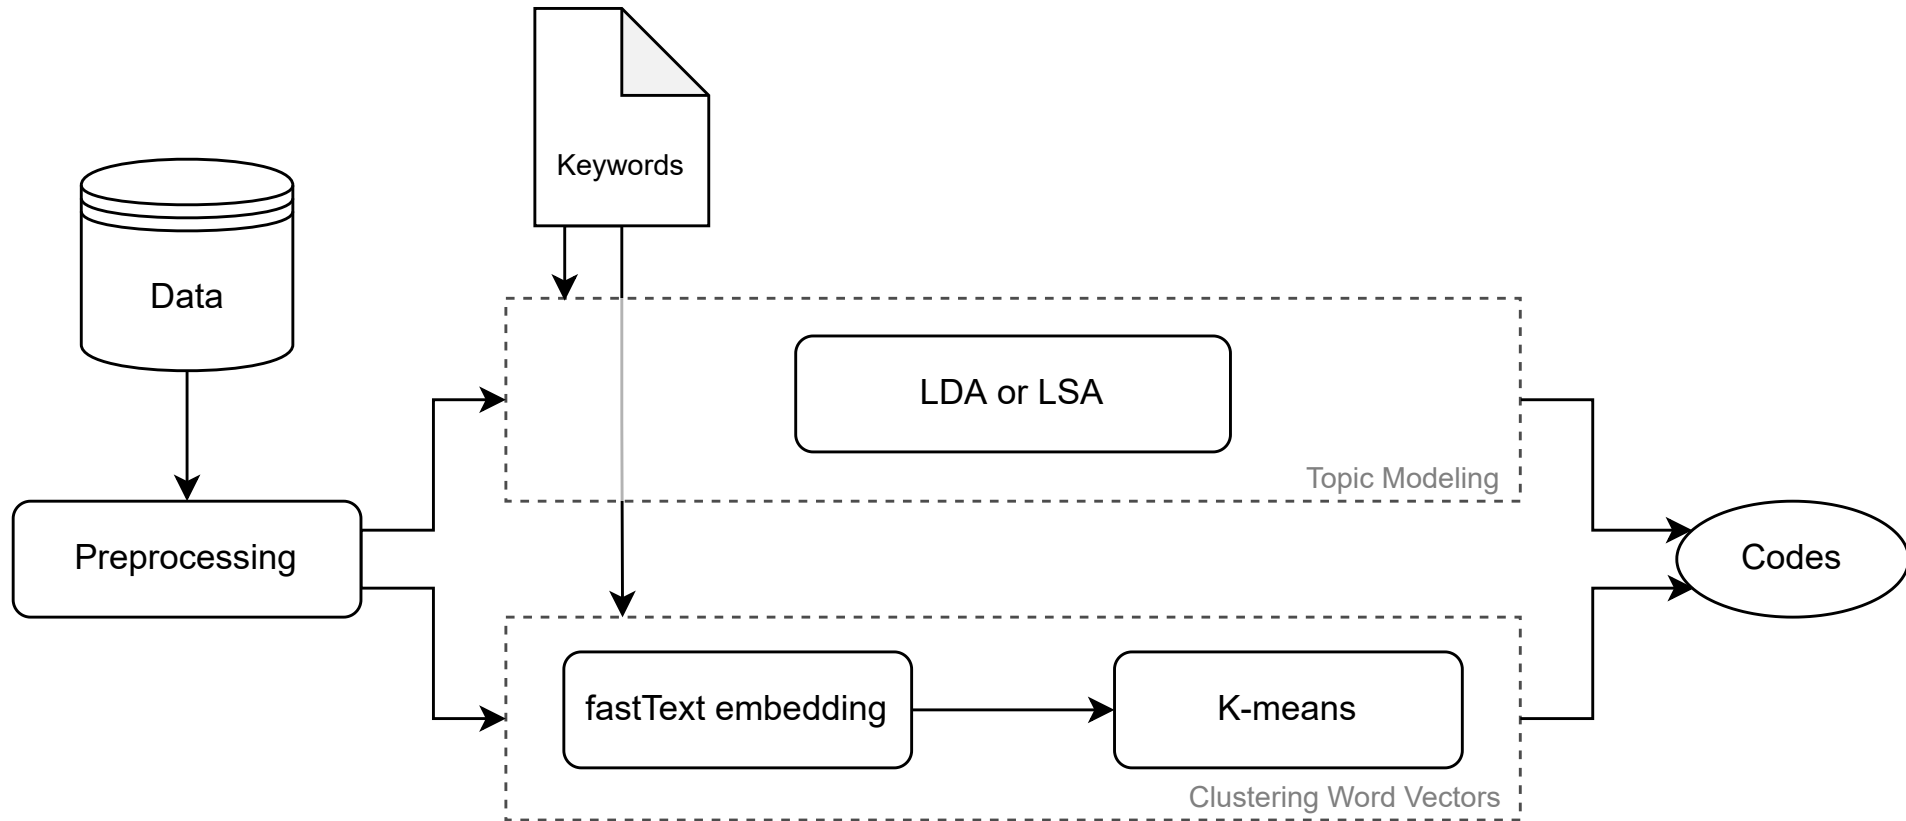 Keywords
Data
LDA or LSA
Topic Modeling
Preprocessing
Codes
fastText embedding
K-means
Clustering Word Vectors